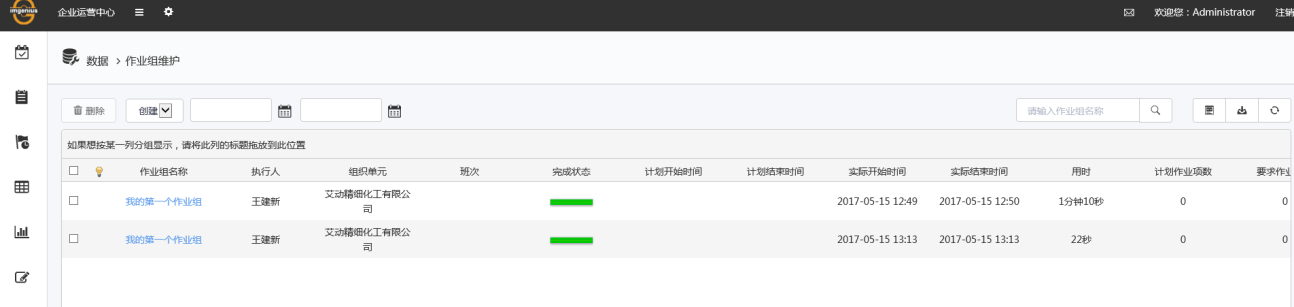 imgenius
企业运营中心
欢迎您：Administrator
注销
数据 > 作业组维护
删除
创建
请输入作业组名称
如果想按某一列分组显示，请将此列的标题拖放到此位置
作业组名称 执行人 组织单元 班次 完成状态 计划开始时间 计划结束时间 实际开始时间 实际结束时间 用时 计划作业项数 要求作业
我的第一个作业组 王建新 艾动精细化工有限公 2017-05-15 12:49 2017-05-15 12:50 1分钟10秒 0 0
司
我的第一个作业组 王建新 艾动精细化工有限公 2017-05-15 13:13 2017-05-15 13:13 22秒 0 0
司